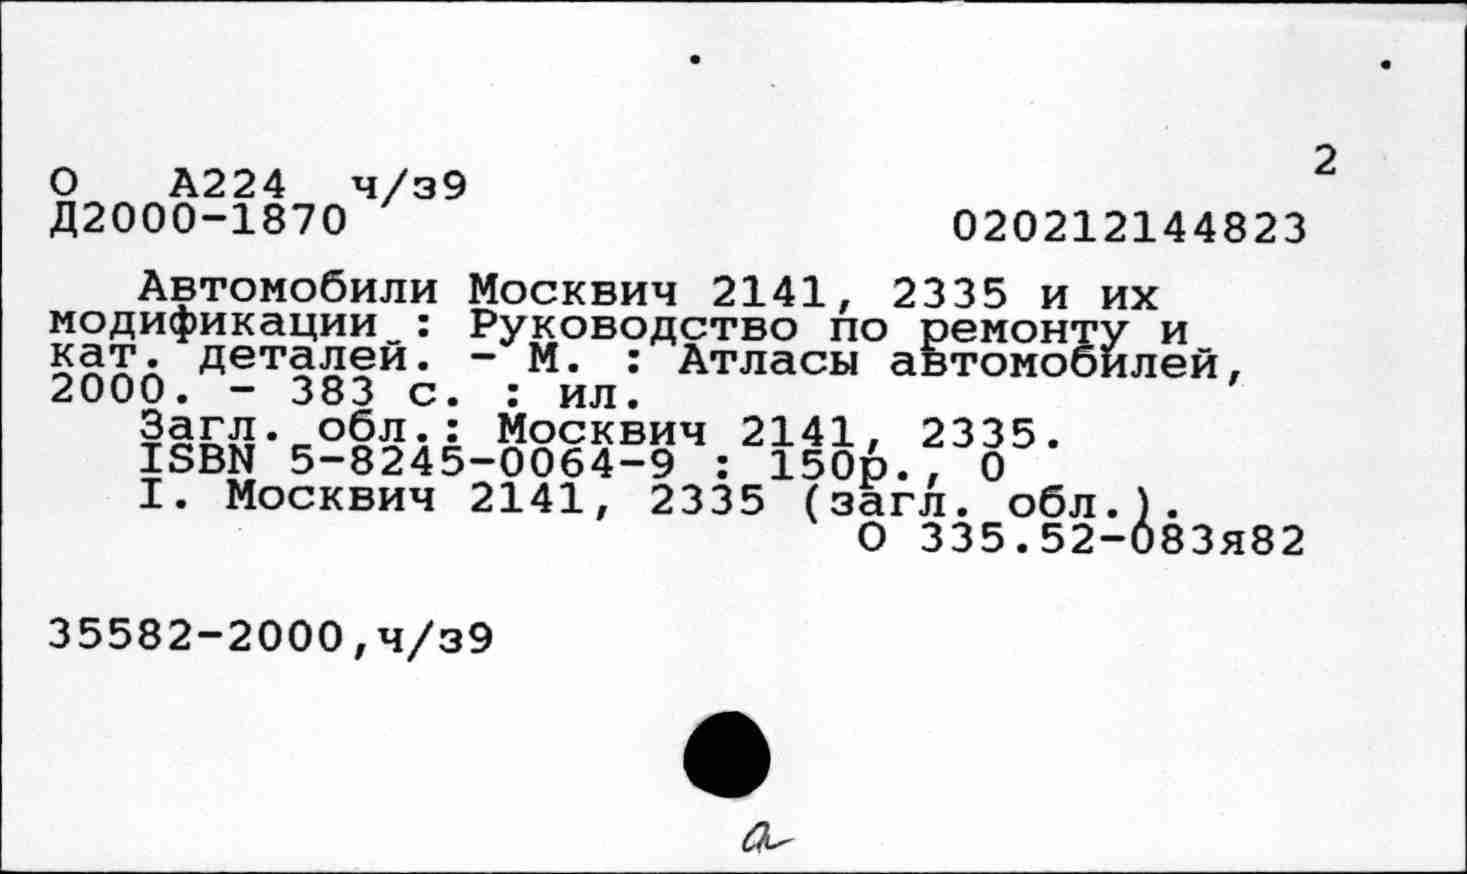 2
О А224 ч/з9
Д2000-1870 020212144823
Автомобили Москвич 2141, 2335 и их
модификации : Руководство по ремонту и
кат. деталей. - М. : Атласы автомобилей,
2000. - 383 с. : ил.
Загл. обл.: Москвич 2141, 2335.
ISBN 5-8245-0064-9 : 150р., 0
I. Москвич 2141, 2335 (загл. обл.).
О 335.52-083я82
35582-2000,ч/з9